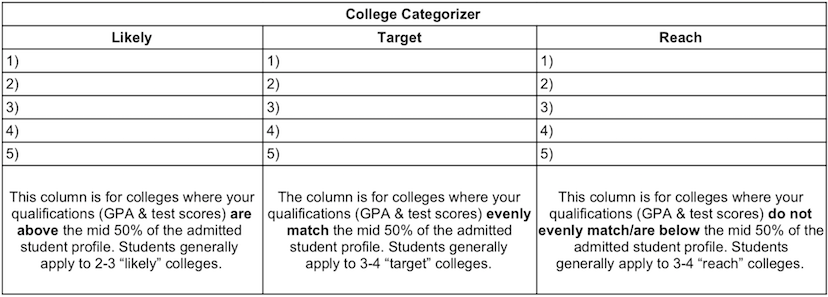 College Categorizer
Likely Target Reach
1) 1) 1)
2) 2) 2)
3) 3) 3)
4) 4) 4)
5) 5) 5)
This column is for colleges where your
qualifications (GPA & test scores) are
above the mid 50% of the admitted
student profile. Students generally
apply to 2-3 “likely” colleges.
The column is for colleges where your
qualifications (GPA & test scores) evenly
match the mid 50% of the admitted
student profile. Students generally
apply to 3-4 “target” colleges.
This column is for colleges where your
qualifications (GPA & test scores) do not
evenly match/are below the mid 50% of the
admitted student profile. Students
generally apply to 3-4 “reach” colleges.